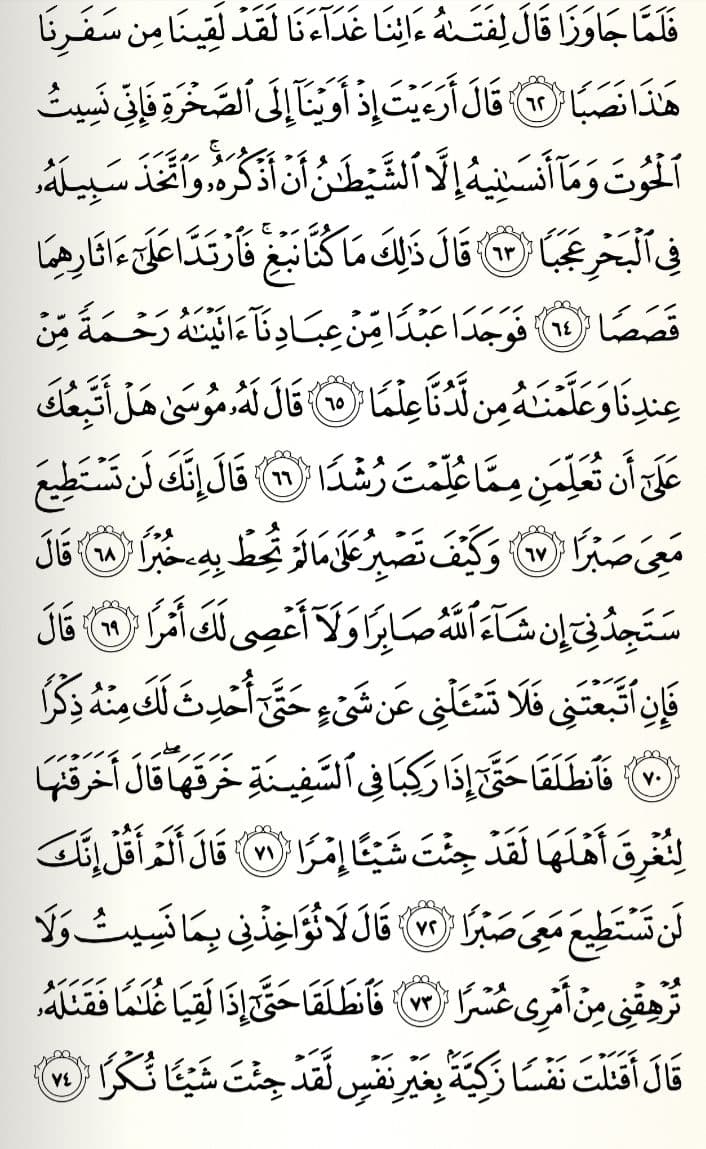 فَلَمَّا جَاوَزَا قَالَ لِفَتَىٰهُ ءَاتِنَا غَدَآءَنَا لَقَدْ لَقِينَا مِن سَفَرِنَا
هَٰذَا نَصَبًا ٦٢ قَالَ أَرَءَيْتَ إِذْ أَوَيْنَآ إِلَى ٱلصَّخْرَةِ فَإِنِّى نَسِيتُ
ٱلْحُوتَ وَمَآ أَنسَىٰنِيهُ إِلَّا ٱلشَّيْطَٰنُ أَنْ أَذْكُرَهُۥ ۚ وَٱتَّخَذَ سَبِيلَهُۥ
فِى ٱلْبَحْرِ عَجَبًا ٦٣ قَالَ ذَٰلِكَ مَا كُنَّا نَبْغِ ۚ فَٱرْتَدَّا عَلَىٰٓ ءَاثَارِهِمَا
قَصَصًا ٦٤ فَوَجَدَا عَبْدًا مِّنْ عِبَادِنَآ ءَاتَيْنَٰهُ رَحْمَةً مِّنْ
عِندِنَا وَعَلَّمْنَٰهُ مِن لَّدُنَّا عِلْمًا ٦٥ قَالَ لَهُۥ مُوسَىٰ هَلْ أَتَّبِعُكَ
عَلَىٰٓ أَن تُعَلِّمَنِ مِمَّا عُلِّمْتَ رُشْدًا ٦٦ قَالَ إِنَّكَ لَن تَسْتَطِيعَ
مَعِىَ صَبْرًا ٦٧ وَكَيْفَ تَصْبِرُ عَلَىٰ مَا لَمْ تُحِطْ بِهِۦ خُبْرًا ٦٨ قَالَ
سَتَجِدُنِىٓ إِن شَآءَ ٱللَّهُ صَابِرًا وَلَآ أَعْصِى لَكَ أَمْرًا ٦٩ قَالَ
فَإِنِ ٱتَّبَعْتَنِى فَلَا تَسْـَٔلْنِى عَن شَىْءٍ حَتَّىٰٓ أُحْدِثَ لَكَ مِنْهُ ذِكْرًا
٧٠ فَٱنطَلَقَا حَتَّىٰٓ إِذَا رَكِبَا فِى ٱلسَّفِينَةِ خَرَقَهَا ۖ قَالَ أَخَرَقْتَهَا
لِتُغْرِقَ أَهْلَهَا لَقَدْ جِئْتَ شَيْـًٔا إِمْرًا ٧١ قَالَ أَلَمْ أَقُلْ إِنَّكَ
لَن تَسْتَطِيعَ مَعِىَ صَبْرًا ٧٢ قَالَ لَا تُؤَاخِذْنِى بِمَا نَسِيتُ وَلَا
تُرْهِقْنِى مِنْ أَمْرِى عُسْرًا ٧٣ فَٱنطَلَقَا حَتَّىٰٓ إِذَا لَقِيَا غُلَٰمًا فَقَتَلَهُۥ
قَالَ أَقَتَلْتَ نَفْسًا زَكِيَّةًۢ بِغَيْرِ نَفْسٍ لَّقَدْ جِئْتَ شَيْـًٔا نُّكْرًا ٧٤